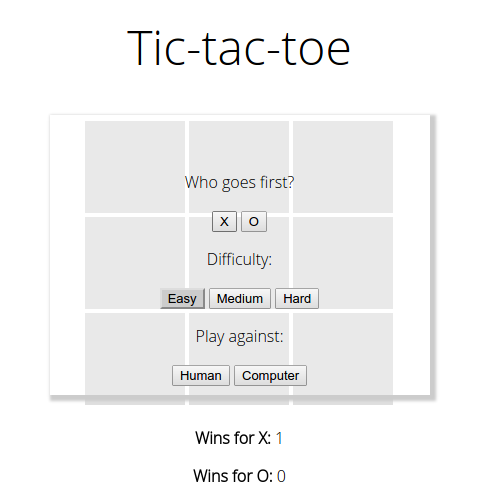 Tic-tac-toe
Who goes first?
X O
Difficulty:
Easy Medium Hard
Play against:
Human Computer
Wins for X: 1
Wins for O: 0